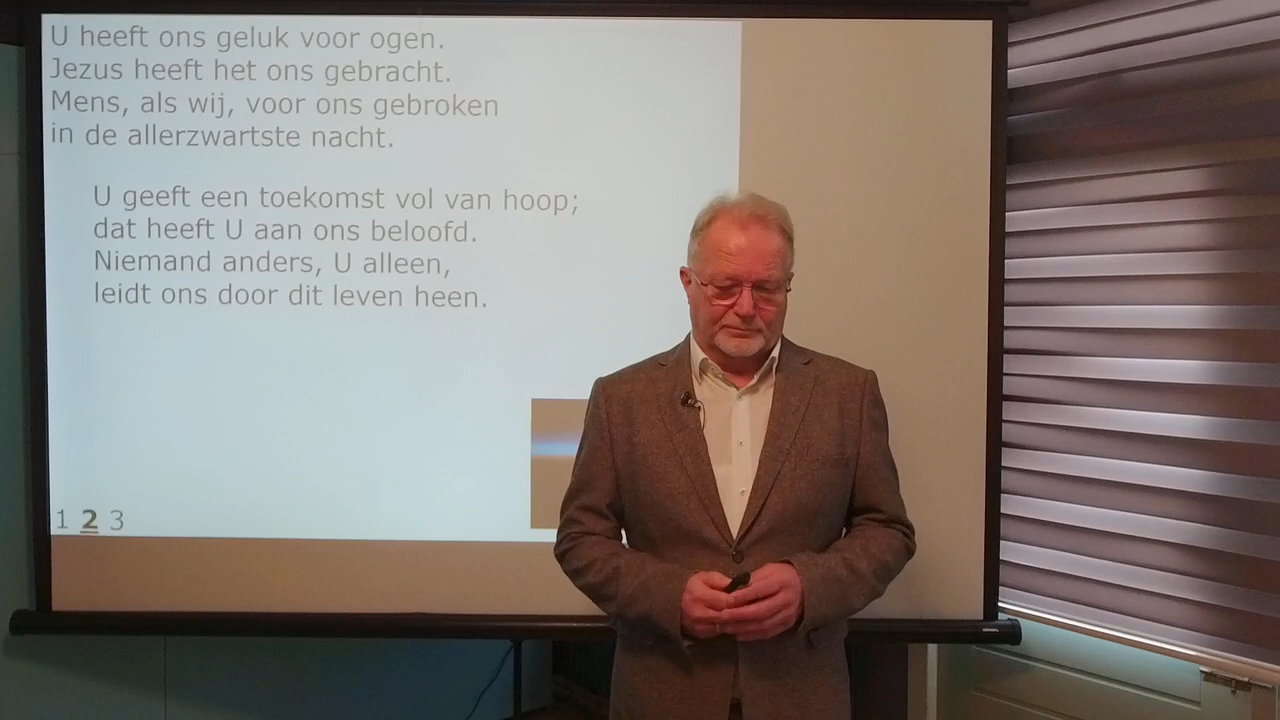 U heeft ons geluk voor ogen.
Jezus heeft het ons gebracht.
Mens, als wij, voor ons gebroken
in de allerzwartste nacht.
U geeft een toekomst vol van hoop;
dat heeft U aan ons beloofd.
Niemand anders, U alleen,
leidt ons door dit leven heen.
1 2 3